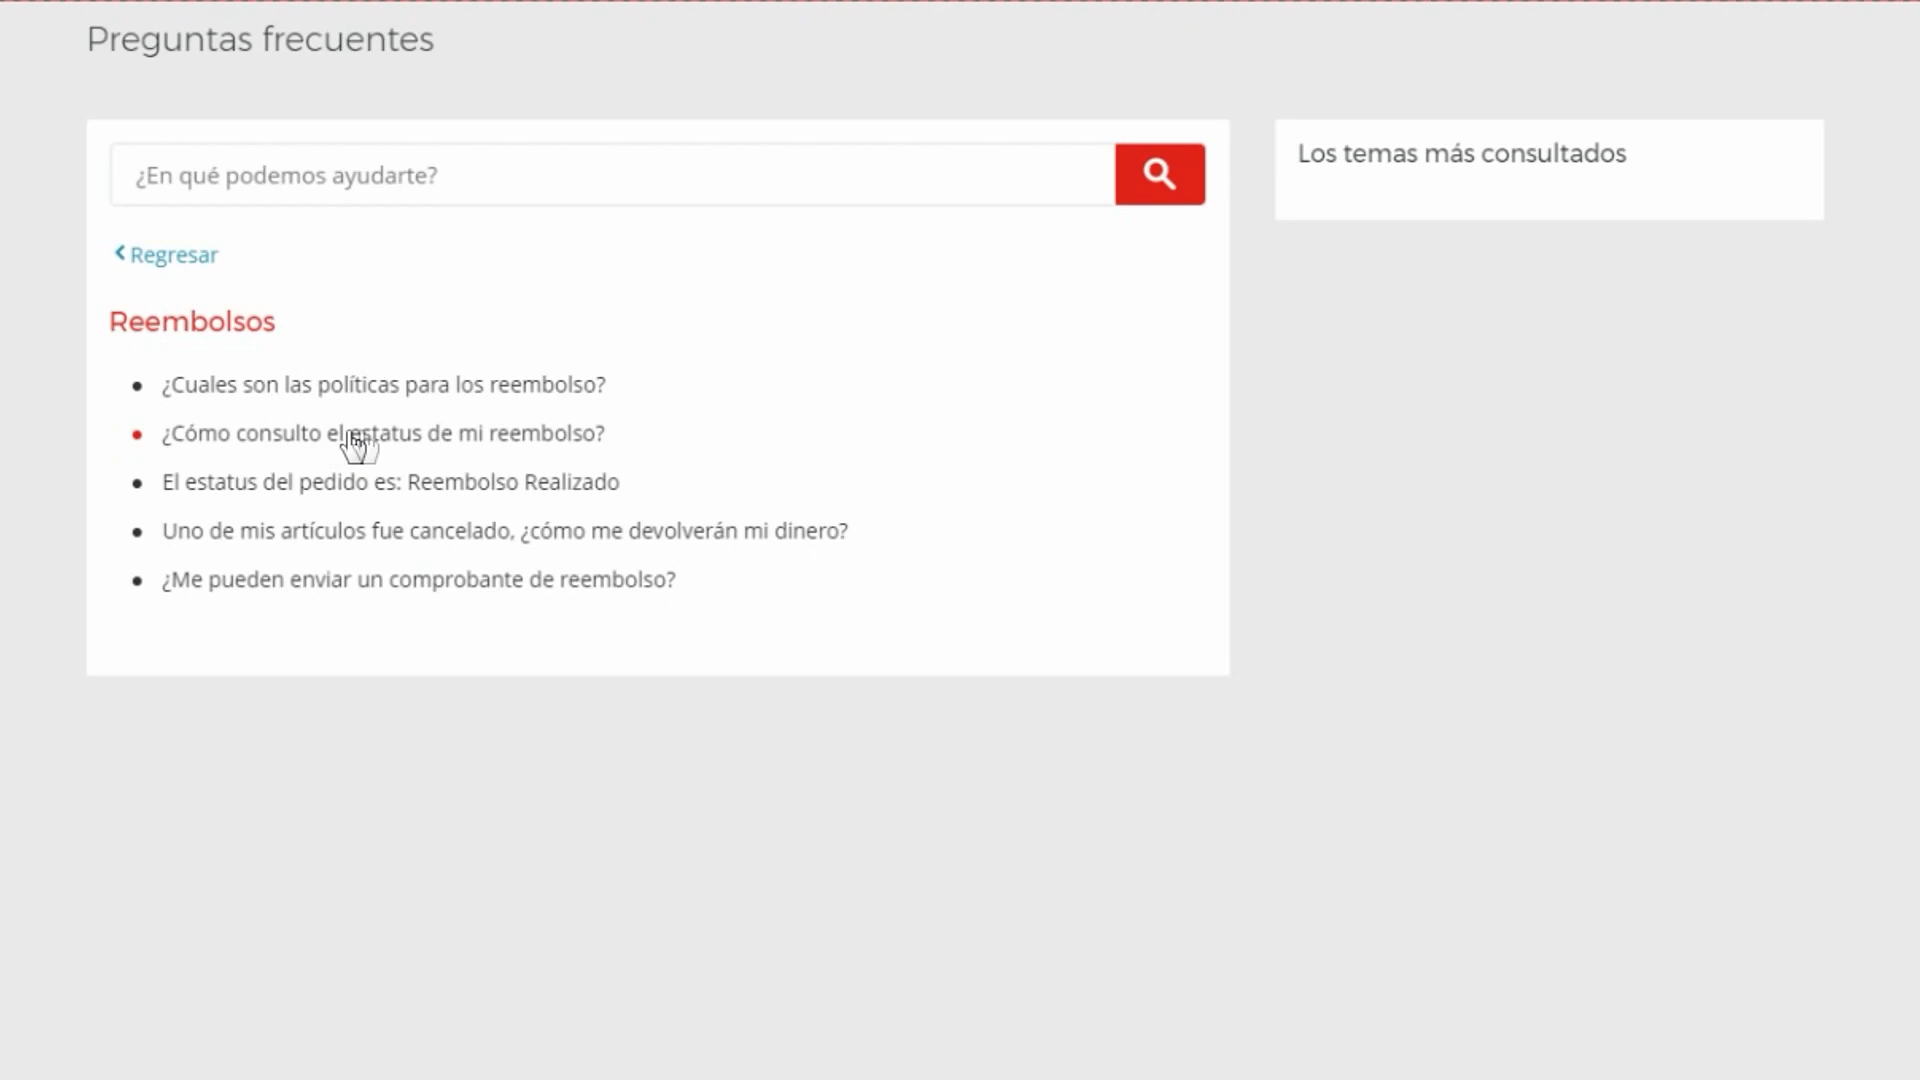 Preguntas frecuentes
¿En qué podemos ayudarte?
Los temas más consultados
Regresar
Reembolsos
¿Cuales son las políticas para los reembolso?
¿Cómo consulto el estatus de mi reembolso?
El estatus del pedido es: Reembolso Realizado
Uno de mis artículos fue cancelado, ¿cómo me devolverán mi dinero?
¿Me pueden enviar un comprobante de reembolso?